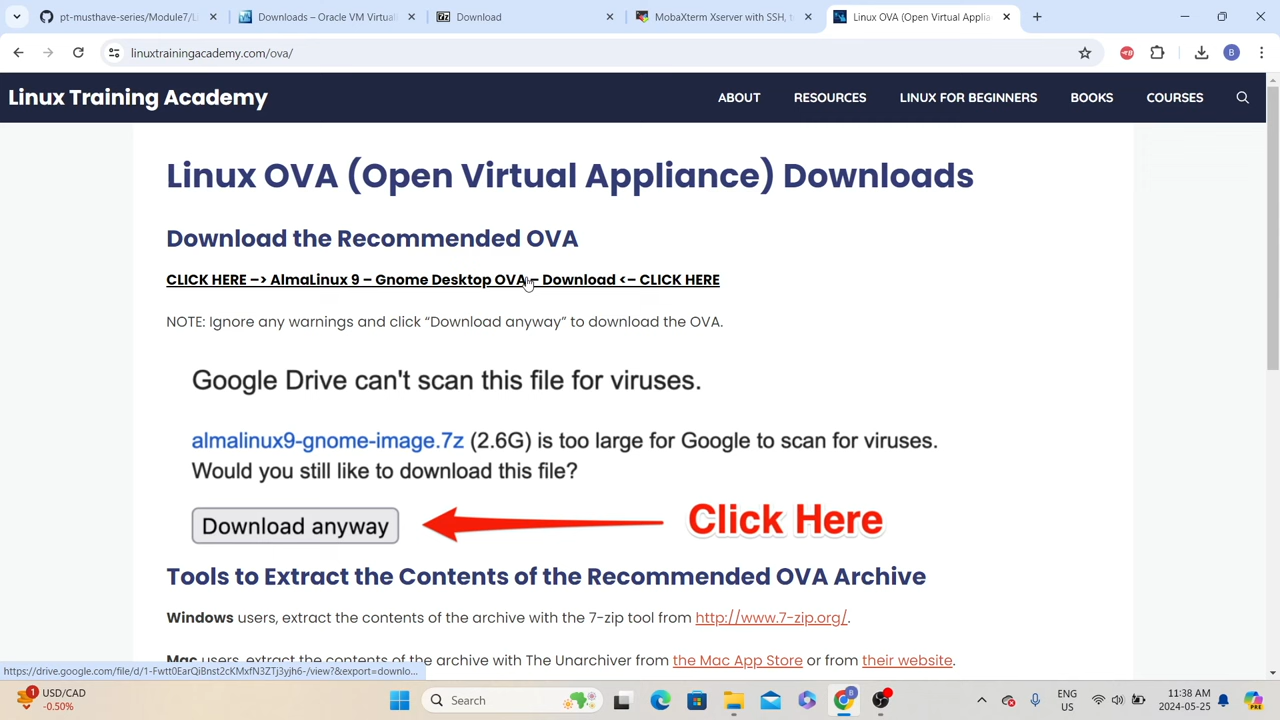 pt-musthave-series/Module7/L
Downloads – Oracle VM Virtuali
Download
MobaXterm Xserver with SSH, t
Linux OVA (Open Virtual Applia
linuxtrainingacademy.com/ova/
B
Linux Training Academy
ABOUT
RESOURCES
LINUX FOR BEGINNERS
BOOKS
COURSES
Linux OVA (Open Virtual Appliance) Downloads
Download the Recommended OVA
CLICK HERE –> AlmaLinux 9 – Gnome Desktop OVA – Download <– CLICK HERE
NOTE: Ignore any warnings and click “Download anyway” to download the OVA.
Google Drive can't scan this file for viruses.
almalinux9-gnome-image.7z (2.6G) is too large for Google to scan for viruses.
Would you still like to download this file?
Download anyway
Click Here
Tools to Extract the Contents of the Recommended OVA Archive
Windows users, extract the contents of the archive with the 7-zip tool from http://www.7-zip.org/.
Mac users, extract the contents of the archive with The Unarchiver from the Mac App Store or from their website.
1
USD/CAD
-0.50%
Search
ENG
CA
11:38 AM
2024-05-25